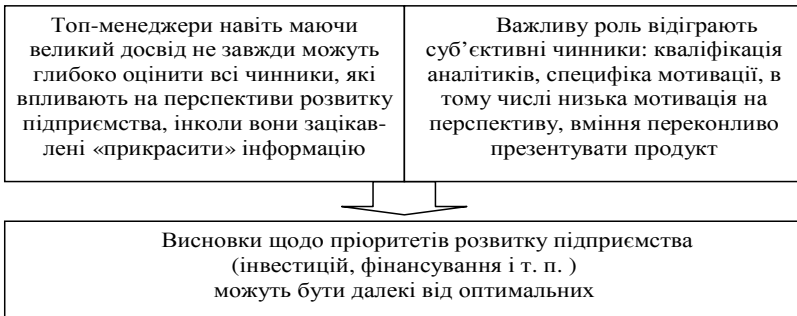 Топ-менеджери навіть маючи
великий досвід не завжди можуть
глибоко оцінити всі чинники, які
впливають на перспективи розвитку
підприємства, інколи вони зацікав-
лені «прикрасити» інформацію
Важливу роль відіграють
суб’єктивні чинники: кваліфікація
аналітиків, специфіка мотивації, в
тому числі низька мотивація на
перспективу, вміння переконливо
презентувати продукт
Висновки щодо пріоритетів розвитку підприємства
(інвестицій, фінансування і т. п. )
можуть бути далекі від оптимальних